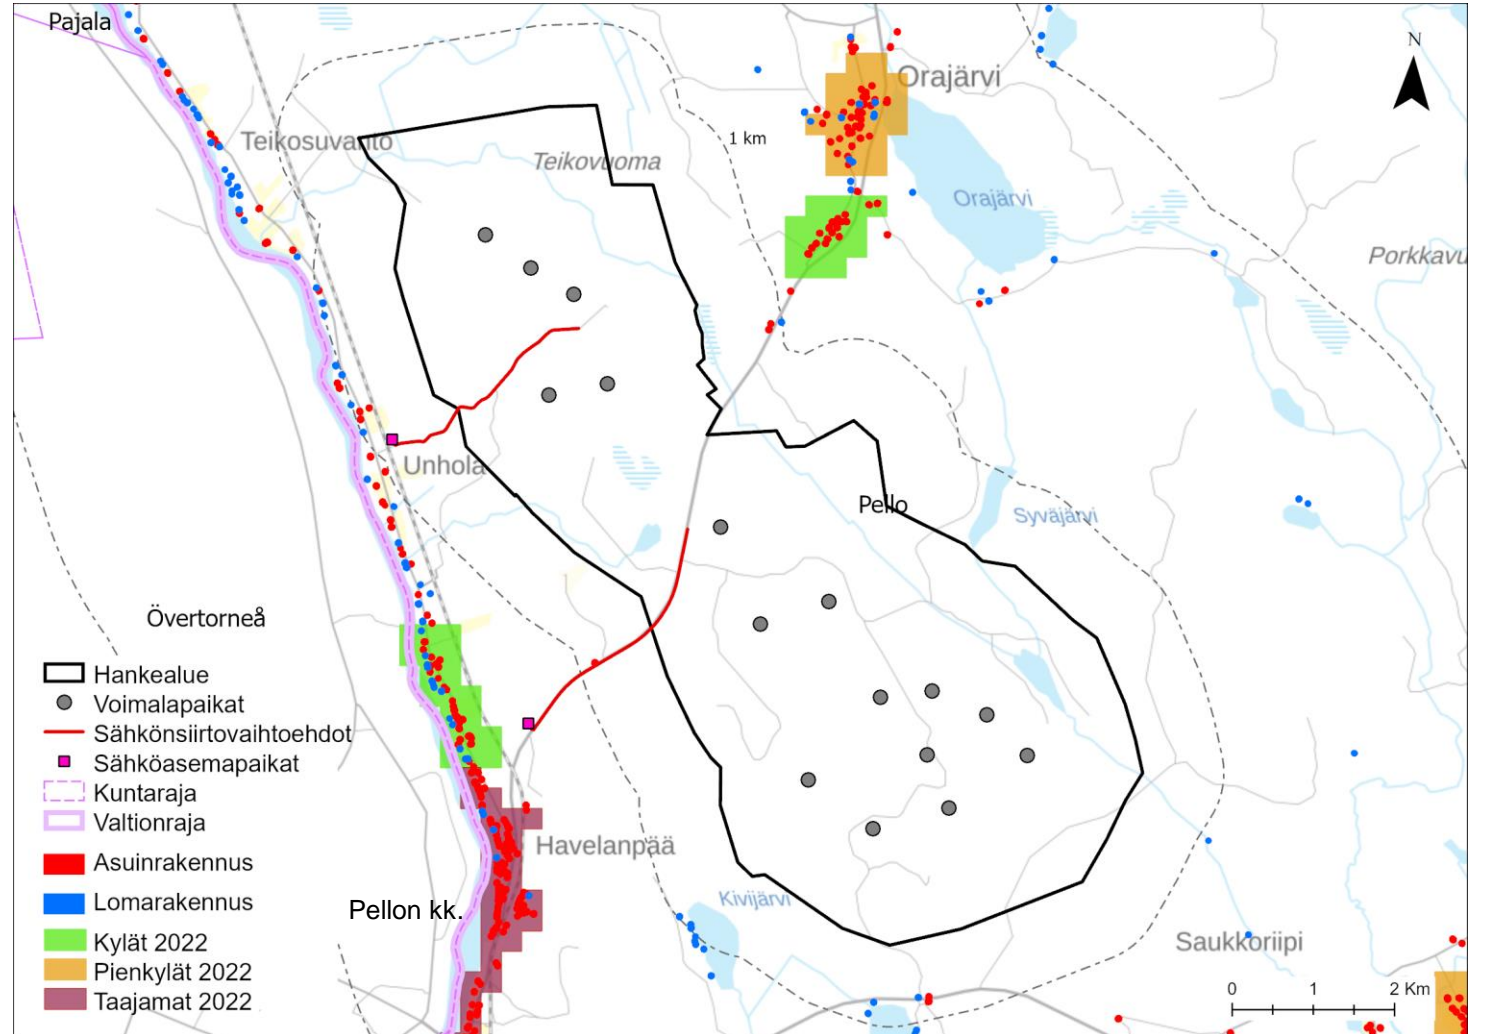 Pajala
N
Orajärvi
1 km
Teikosuvanto
Teikovuoma
Orajärvi
Porkkavu
Unhola
Pello
Syväjärvi
Övertorneå
Hankealue
Voimalapaikat
Sähkönsiirtovaihtoehdot
Sähköasemapaikat
Kuntaraja
Valtionraja
Asuinrakennus
Lomarakennus
Kylät 2022
Pienkylät 2022
Taajamat 2022
Havelanpää
Pellon kk.
Kivijärvi
Saukkoriipi
0 1 2 Km